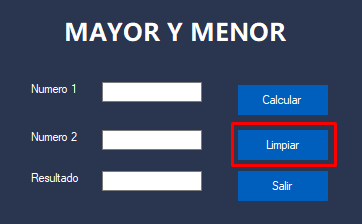 MAYOR Y MENOR
Numero 1
Calcular
Numero 2
Limpiar
Resultado
Salir